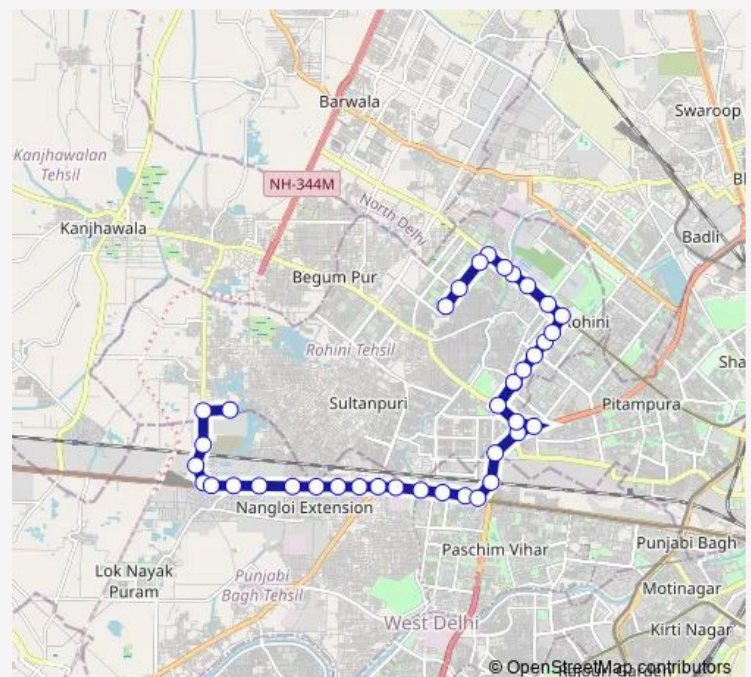 Barwala
Swaroop
Kanjhawalan
Tehsil
NH-344M
Kanjhawala
North Delhi
Badli
Begum Pur
Rohini
Rohini Tehsil
Sha
Sultanpuri
Pitampura
Nangloi Extension
Paschim Vihar
Punjabi Bagh
Lok Nayak
Puram
Punjabi
Bagh Tehsil
Motinagar
West Delhi
Kirti Nagar
© OpenStreetMap contributors